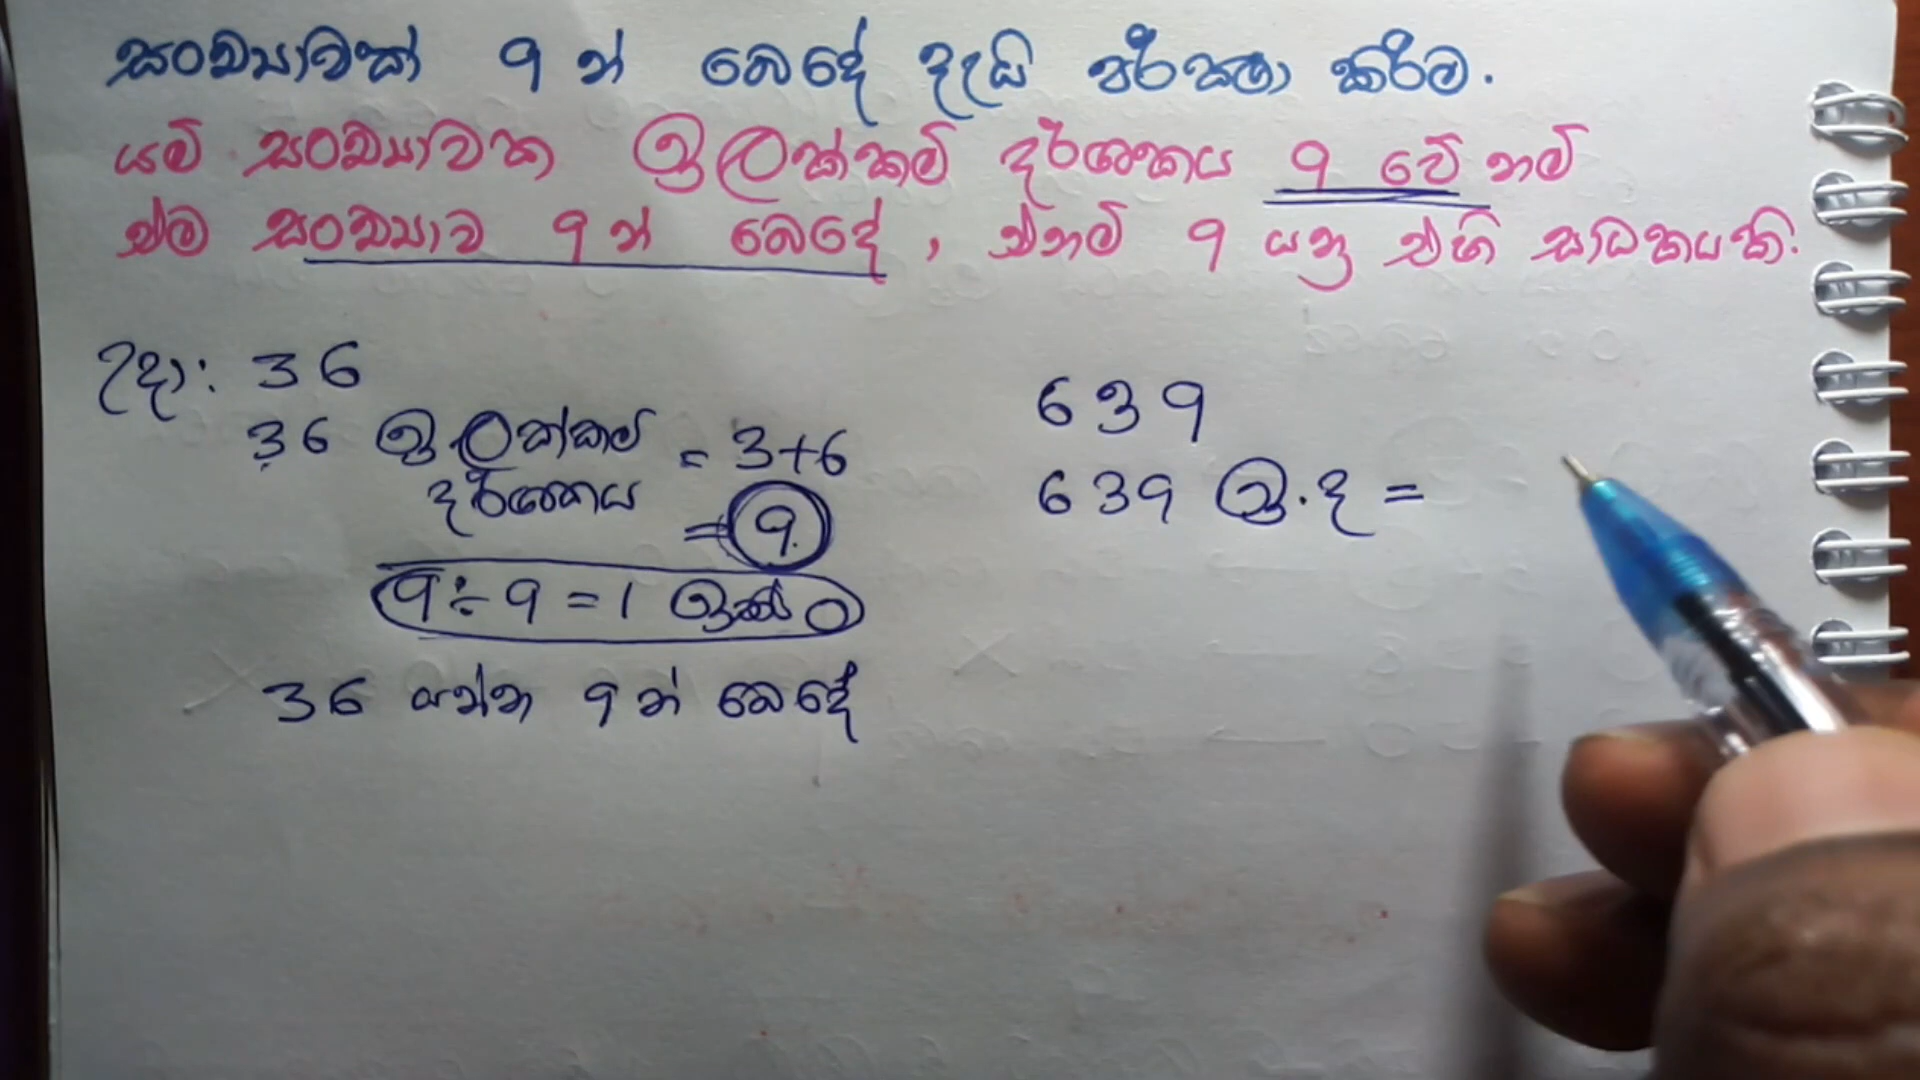 සංඛ්‍යාවක් 9 න් බෙදේ දැයි පරීක්ෂා කිරීම.
යම් සංඛ්‍යාවක ඉලක්කම් දර්ශකය 9 වේ නම්
එම සංඛ්‍යාව 9 න් බෙදේ, එනම් 9 යනු එහි සාධකයකි.
උදා: 36
36 ඉලක්කම් = 3+6
දර්ශකය
= 9
9 ÷ 9 = 1 ඉතිරි 0
36 යන්න 9 න් බෙදේ
639
639 ඉ.ද =